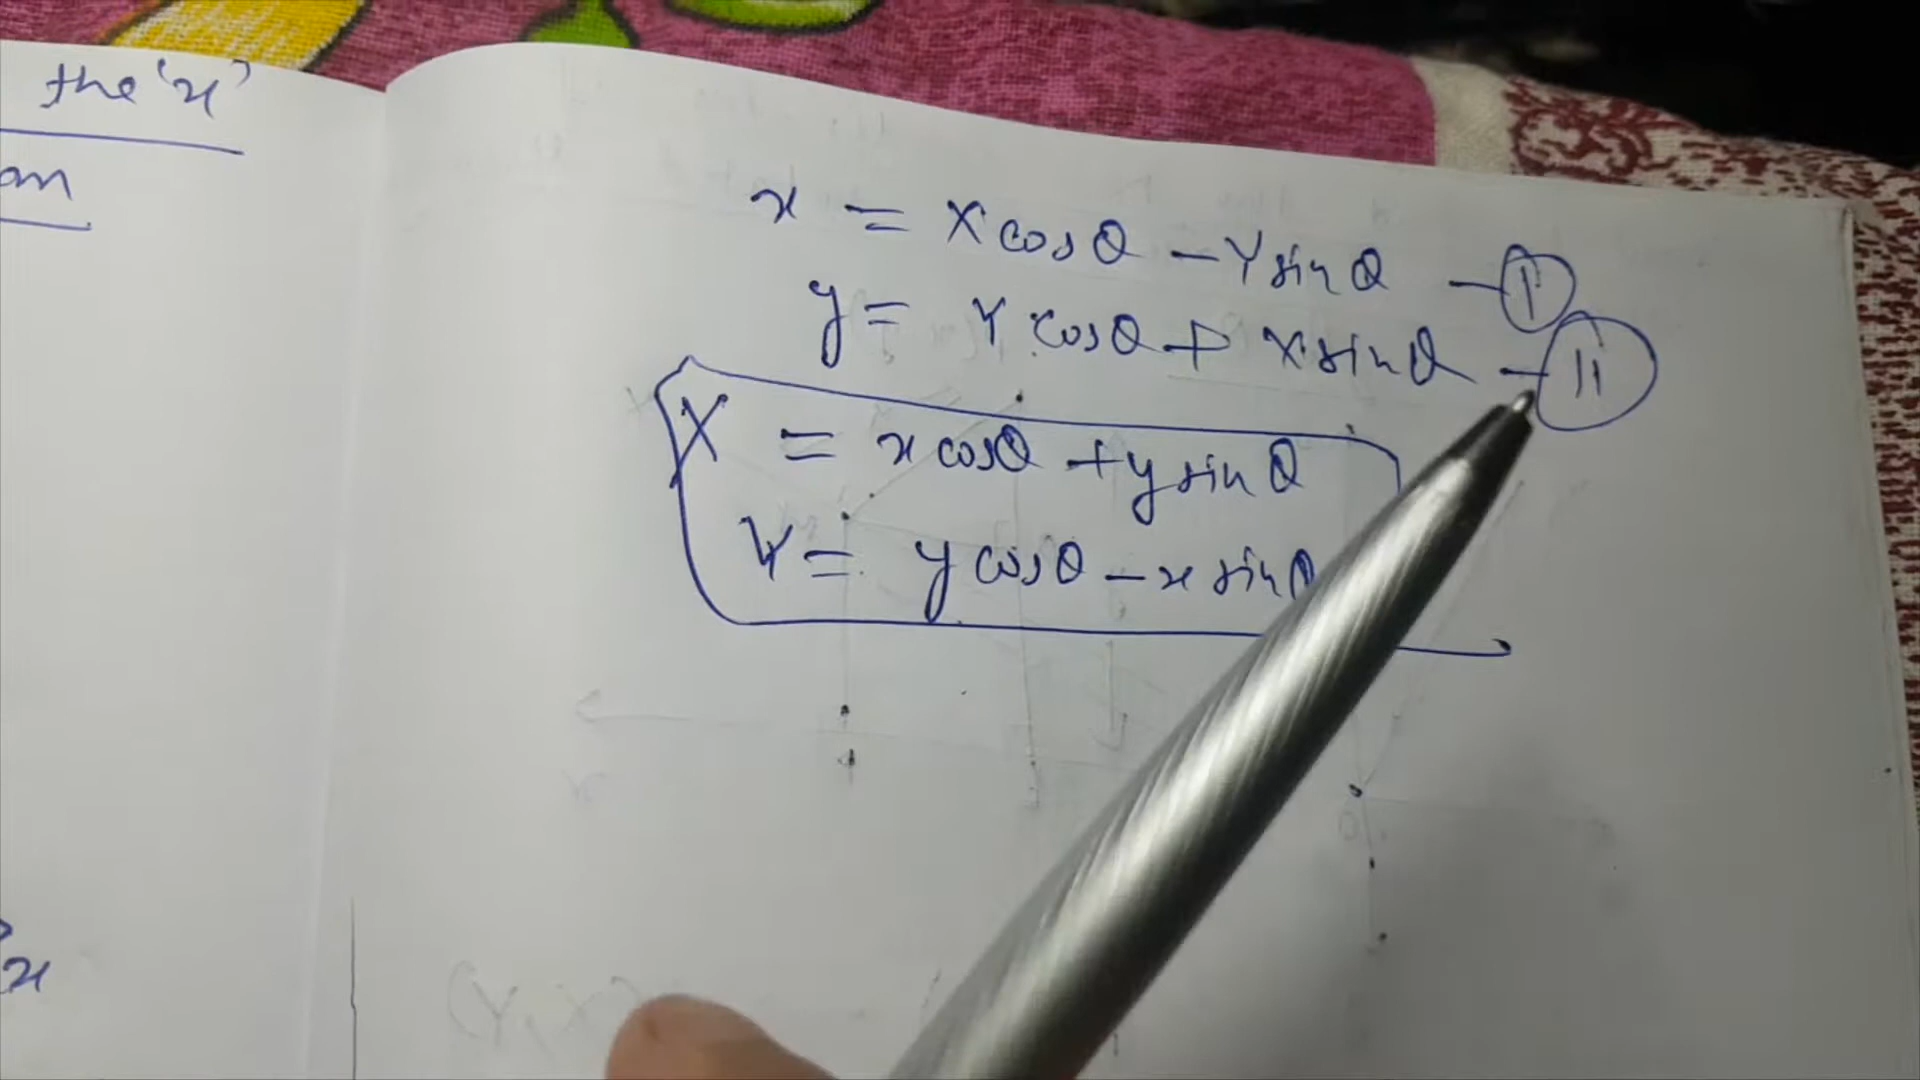 the 'x'
an
x
x = X cosθ - Y sinθ - I
y = Y cosθ + X sinθ - II
X = x cosθ + y sinθ
Y = y cosθ - x sinθ